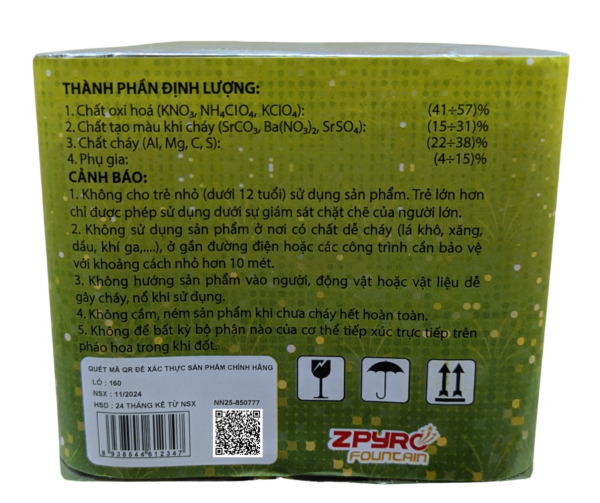 THÀNH PHẦN ĐỊNH LƯỢNG:
1. Chất oxi hoá (KNO₃, NH₄ClO₄, KClO₄): (41÷57)%
2. Chất tạo màu khi cháy (SrCO₃, Ba(NO₃)₂, SrSO₄): (15÷31)%
3. Chất cháy (Al, Mg, C, S): (22÷38)%
4. Phụ gia: (4÷15)%
CẢNH BÁO:
1. Không cho trẻ nhỏ (dưới 12 tuổi) sử dụng sản phẩm. Trẻ lớn hơn
chỉ được phép sử dụng dưới sự giám sát chặt chẽ của người lớn.
2. Không sử dụng sản phẩm ở nơi có chất dễ cháy (lá khô, xăng,
dầu, khí ga,....), ở gần đường điện hoặc các công trình cần bảo vệ
với khoảng cách nhỏ hơn 10 mét.
3. Không hướng sản phẩm vào người, động vật hoặc vật liệu dễ
gây cháy, nổ khi sử dụng.
4. Không cầm, ném sản phẩm khi chưa cháy hết hoàn toàn.
5. Không để bất kỳ bộ phận nào của cơ thể tiếp xúc trực tiếp trên
pháo hoa trong khi đốt.
QUÉT MÃ QR ĐỂ XÁC THỰC SẢN PHẨM CHÍNH HÃNG
LÔ : 160
NSX : 11/2024
HSD : 24 THÁNG KỂ TỪ NSX NN25-850777
8 938544 612347
ZPYRO
FOUNTAIN